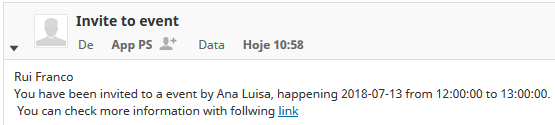 Invite to event
De App PS Data Hoje 10:58
Rui Franco
You have been invited to a event by Ana Luisa, happening 2018-07-13 from 12:00:00 to 13:00:00.
You can check more information with follwing link